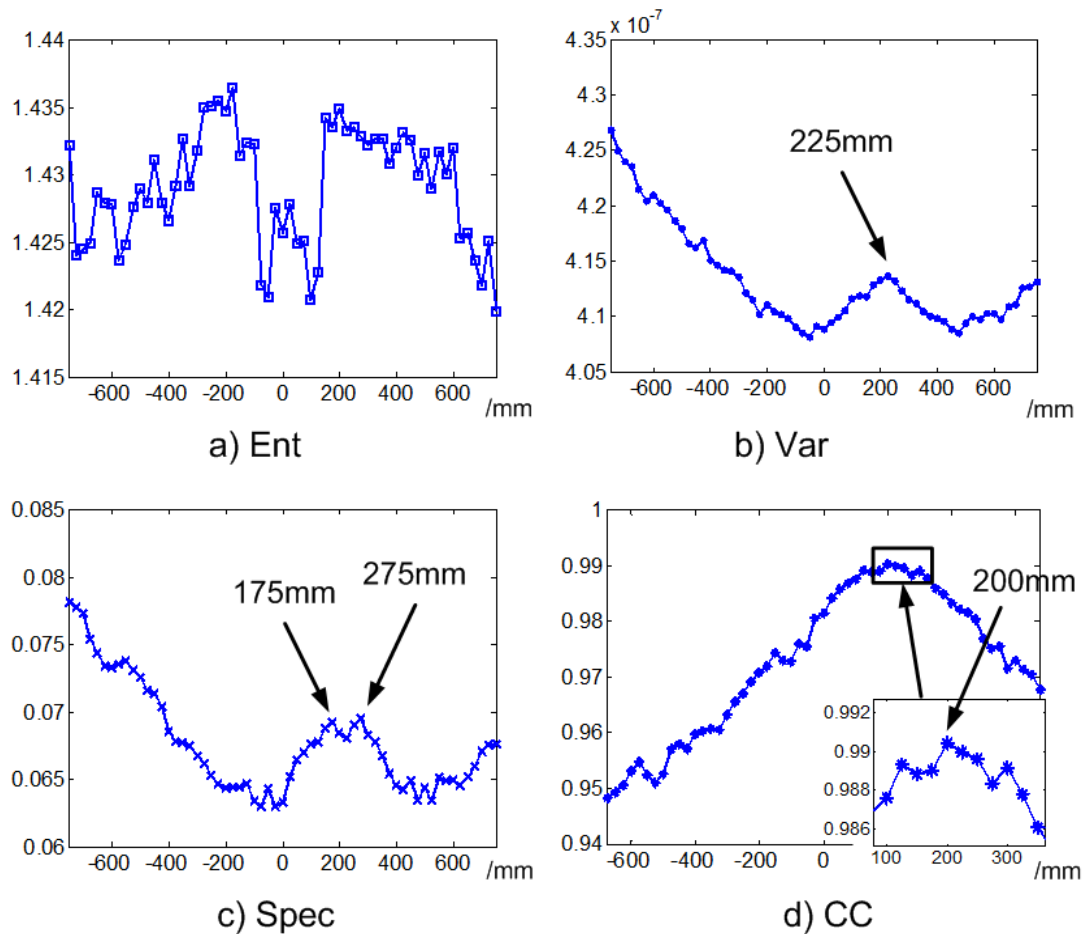 1.44
1.435
1.43
1.425
1.42
1.415
-600 -400 -200 0 200 400 600
/mm
a) Ent
x 10⁻⁷
4.35
4.3
4.25
4.2
4.15
4.1
4.05
225mm
-600 -400 -200 0 200 400 600
/mm
b) Var
0.085
0.08
0.075
0.07
0.065
0.06
175mm
275mm
-600 -400 -200 0 200 400 600
/mm
c) Spec
1
0.99
0.98
0.97
0.96
0.95
0.94
200mm
0.992
0.99
0.988
0.986
100 200 300
-600 -400 -200 0
/mm
d) CC